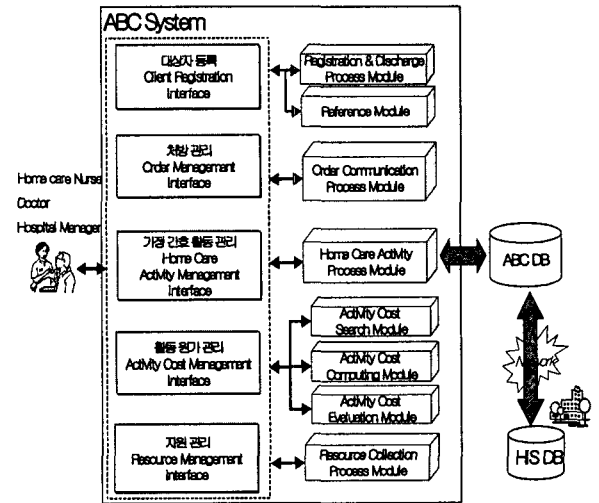 ABC System
대상자 등록
Client Registration
Interface
Registration & Discharge
Process Module
Reference Module
처방 관리
Order Management
Interface
Order Communication
Process Module
Home care Nurse
Doctor
Hospital Manager
가정 간호 활동 관리
Home Care
Activity Management
Interface
Home Care Activity
Process Module
ABC DB
활동 원가 관리
Activity Cost Management
Interface
Activity Cost
Search Module
Activity Cost
Computing Module
Activity Cost
Evaluation Module
Network
자원 관리
Resource Management
Interface
Resource Collection
Process Module
HIS DB